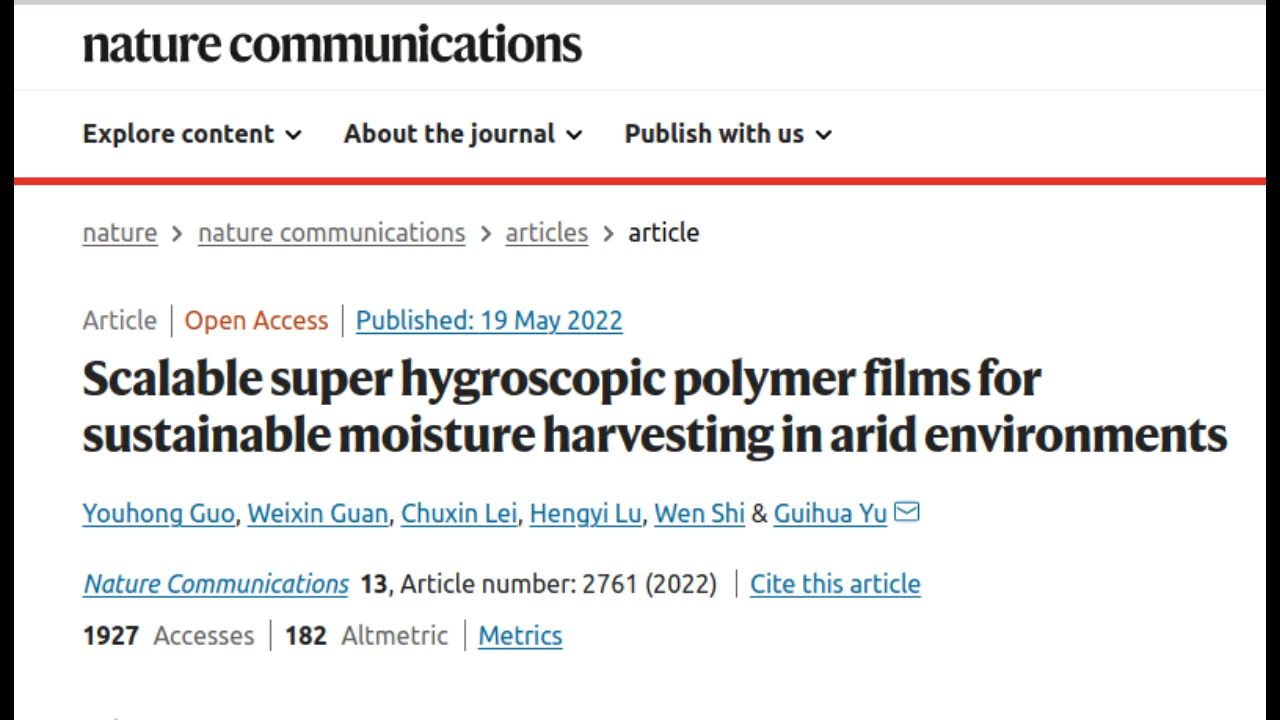 nature communications
Explore content About the journal Publish with us
nature > nature communications > articles > article
Article | Open Access | Published: 19 May 2022
Scalable super hygroscopic polymer films for
sustainable moisture harvesting in arid environments
Youhong Guo, Weixin Guan, Chuxin Lei, Hengyi Lu, Wen Shi & Guihua Yu
Nature Communications 13, Article number: 2761 (2022) | Cite this article
1927 Accesses | 182 Altmetric | Metrics